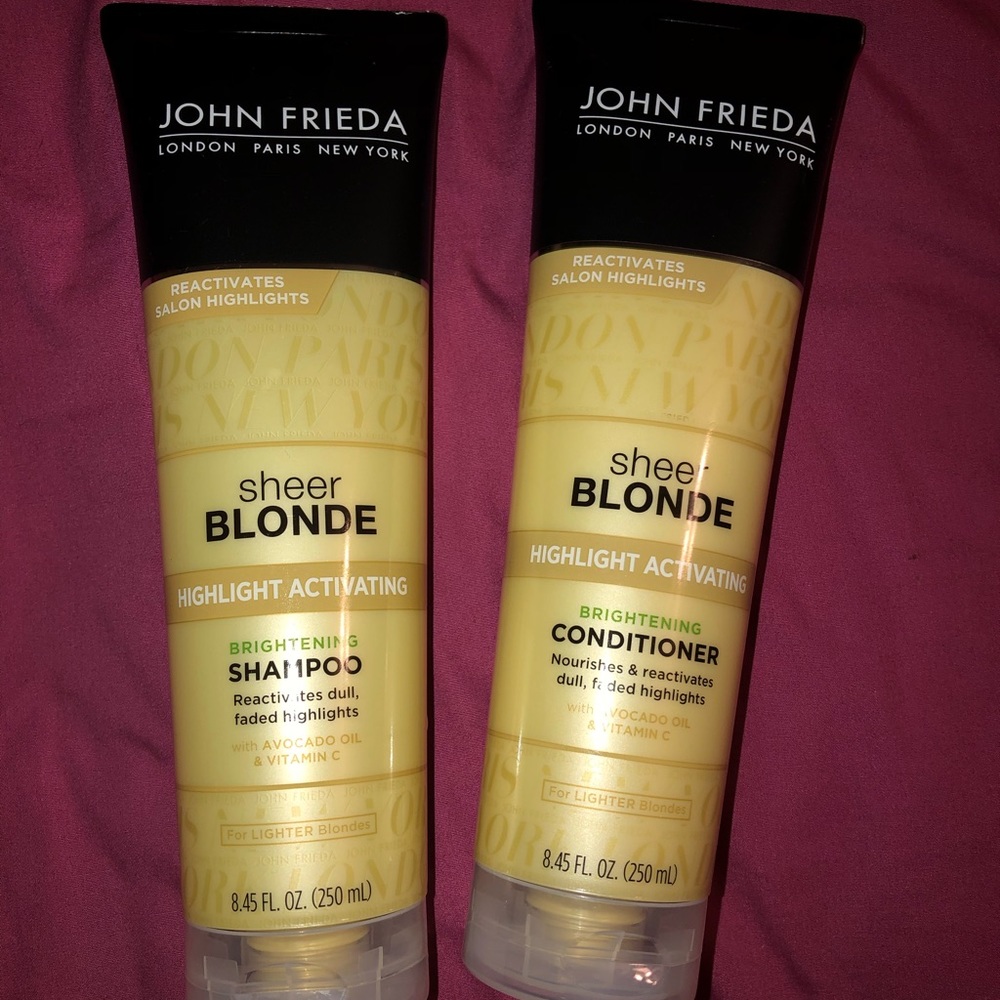 JOHN FRIEDA
LONDON PARIS NEW YORK
REACTIVATES
SALON HIGHLIGHTS
sheer
BLONDE
HIGHLIGHT ACTIVATING
BRIGHTENING
SHAMPOO
Reactivates dull,
faded highlights
with AVOCADO OIL
& VITAMIN C
For LIGHTER Blondes
8.45 FL. OZ. (250 mL)
JOHN FRIEDA
LONDON PARIS NEW YORK
REACTIVATES
SALON HIGHLIGHTS
sheer
BLONDE
HIGHLIGHT ACTIVATING
BRIGHTENING
CONDITIONER
Nourishes & reactivates
dull, faded highlights
with AVOCADO OIL
& VITAMIN C
For LIGHTER Blondes
8.45 FL. OZ. (250 mL)